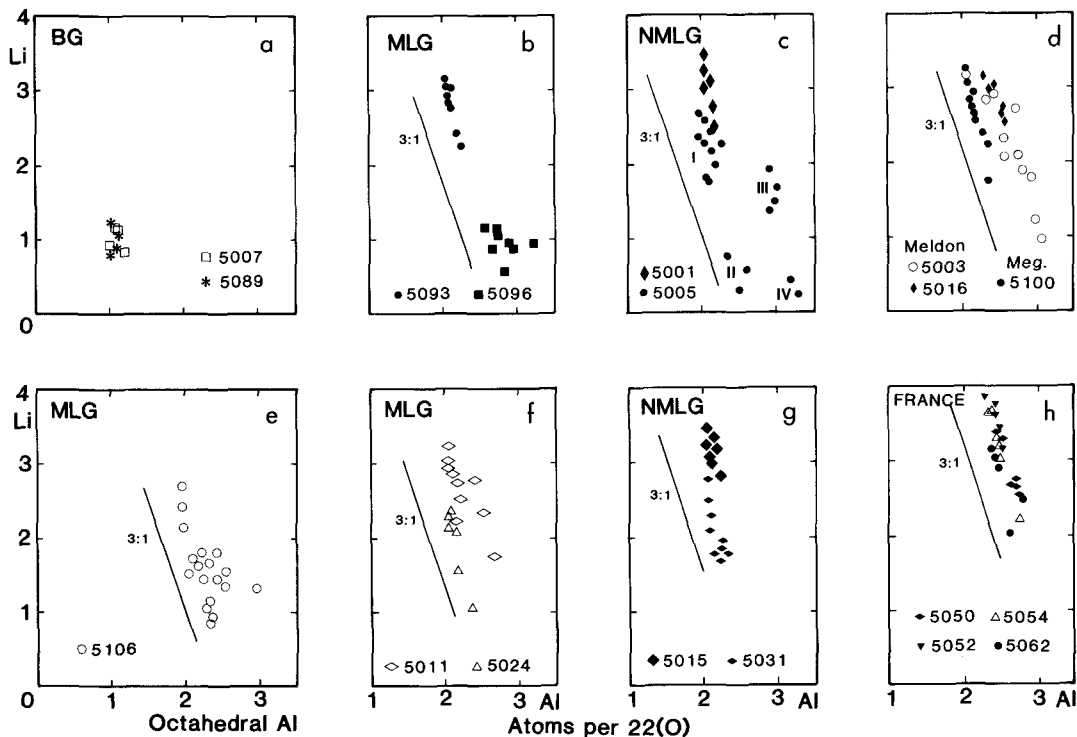 BG a
Li
4
3
2
1
0
□ 5007
* 5089
MLG b
3:1
● 5093 ■ 5096
NMLG c
3:1
I
II
III
IV
◆ 5001
● 5005
d
3:1
Meldon
○ 5003
♦ 5016
Meg.
● 5100
MLG e
Li
4
3
2
1
0
3:1
○ 5106
0 1 2 3
Octahedral Al
MLG f
3:1
◇ 5011 △ 5024
1 2 3 Al
NMLG g
3:1
◆ 5015 ◆ 5031
1 2 3 Al
Atoms per 22(O)
FRANCE h
3:1
◆ 5050 △ 5054
▼ 5052 ● 5062
1 2 3 Al